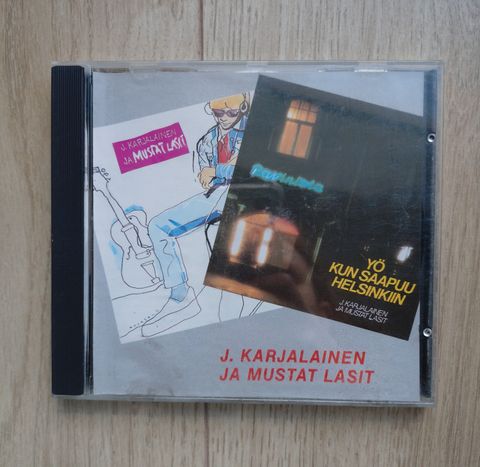 J. KARJALAINEN
JA MUSTAT LASIT
YÖ
KUN SAAPUU
HELSINKIIN
J. KARJALAINEN
JA MUSTAT LASIT
J. KARJALAINEN
JA MUSTAT LASIT